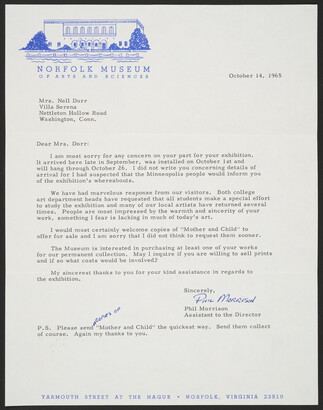 NORFOLK MUSEUM
OF ARTS AND SCIENCES
October 14, 1965
Mrs. Nell Dorr
Villa Serena
Nettleton Hollow Road
Washington, Conn.
Dear Mrs. Dorr:
I am most sorry for any concern on your part for your exhibition.
It arrived here late in September, was installed on October 1st and
will hang through October 26. I did not write you concerning details of
arrival for I had suspected that the Minneapolis people would inform you
of the exhibition's whereabouts.
We have had marvelous response from our visitors. Both college
art department heads have requested that all students make a special effort
to study the exhibition and many of our local artists have returned several
times. People are most impressed by the warmth and sincerity of your
work, something I fear is lacking in much of today's art.
I would most certainly welcome copies of "Mother and Child" to
offer for sale and I am sorry that I did not think to request them sooner.
The Museum is interested in purchasing at least one of your works
for our permanent collection. May I inquire if you are willing to sell prints
and if so what costs would be involved?
My sincerest thanks to you for your kind assistance in regards to
the exhibition.
Sincerely,
Phil Morrison
Phil Morrison
Assistant to the Director
P.S. Please send "Mother and Child" the quickest way. Send them collect
of course. Again my thanks to you.
YARMOUTH STREET AT THE HAGUE • NORFOLK, VIRGINIA 23510